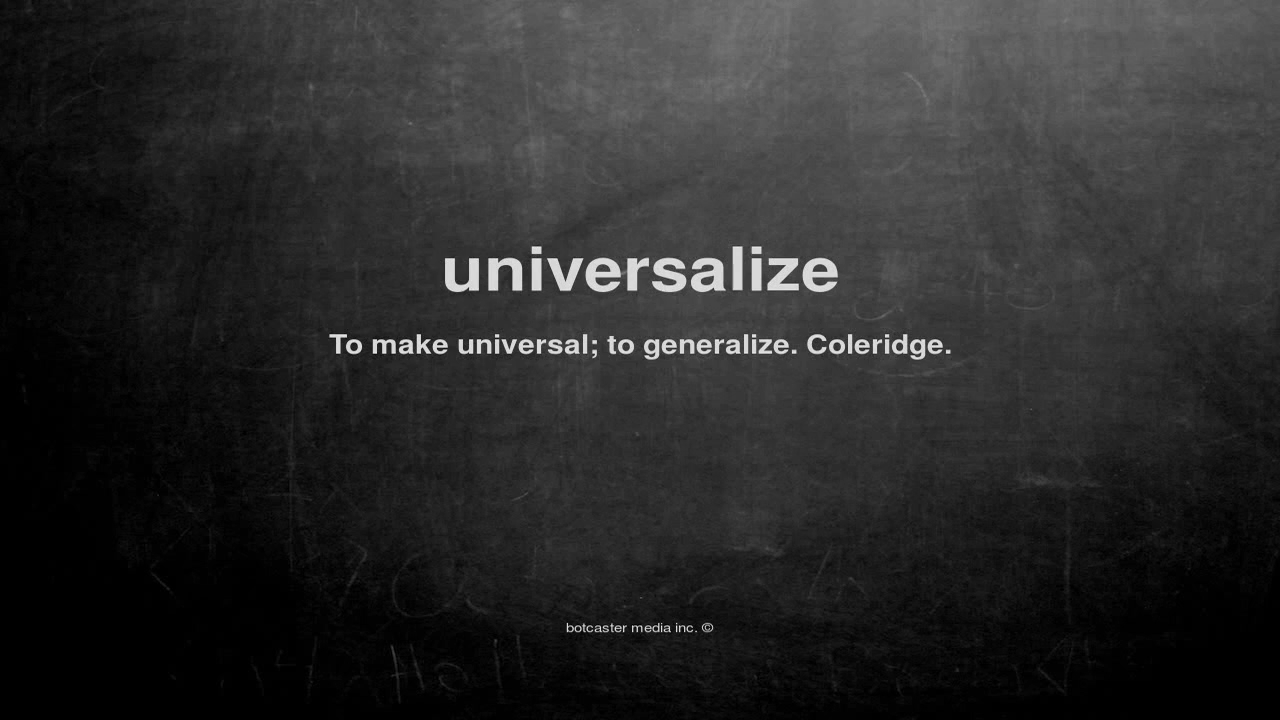 universalize
To make universal; to generalize. Coleridge.
botcaster media inc. ©